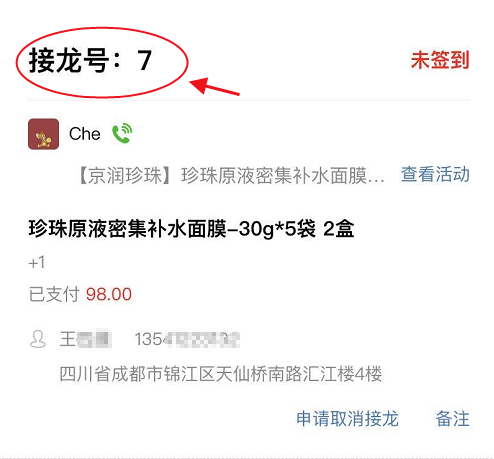 接龙号：7
未签到
Che
【京润珍珠】珍珠原液密集补水面膜...
查看活动
珍珠原液密集补水面膜-30g*5袋 2盒
+1
已支付 98.00
王
1354
四川省成都市锦江区天仙桥南路汇江楼4楼
申请取消接龙
备注